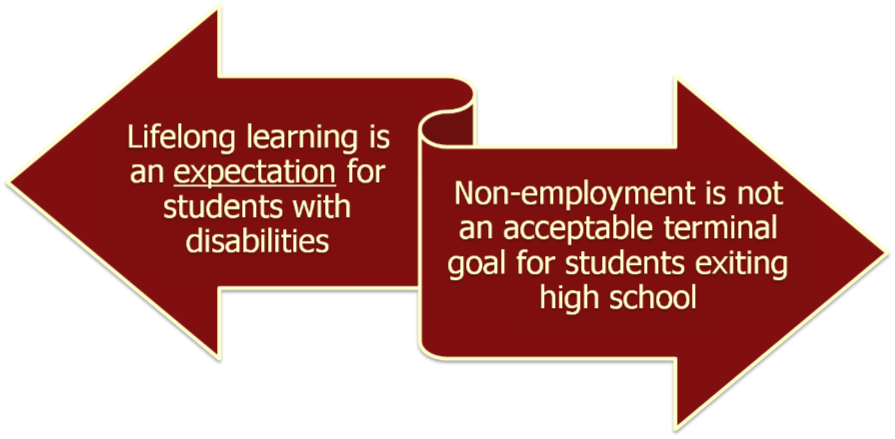 Lifelong learning is
an expectation for
students with
disabilities
Non-employment is not
an acceptable terminal
goal for students exiting
high school